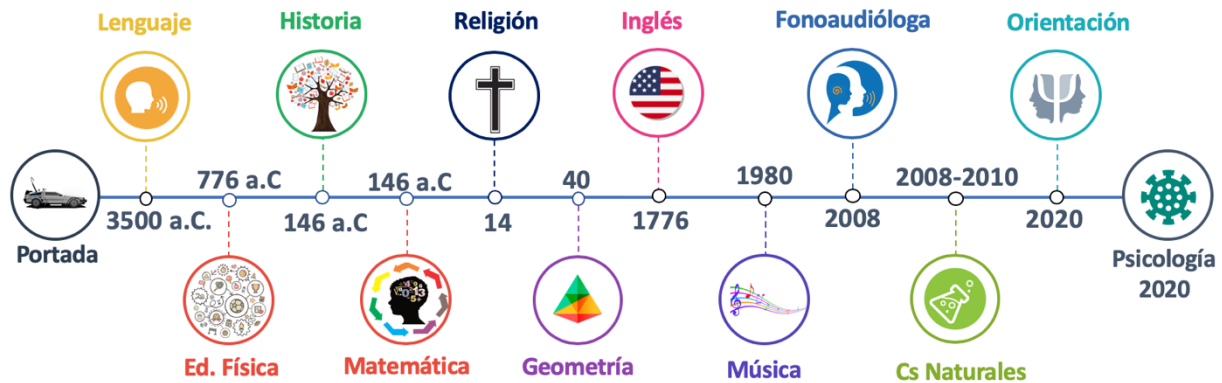 Lenguaje
Historia
Religión
Inglés
Fonoaudióloga
Orientación
776 a.C
146 a.C
40
1980
2008-2010
3500 a.C.
146 a.C
14
1776
2008
2020
Portada
Psicología
2020
Ed. Física
Matemática
Geometría
Música
Cs Naturales